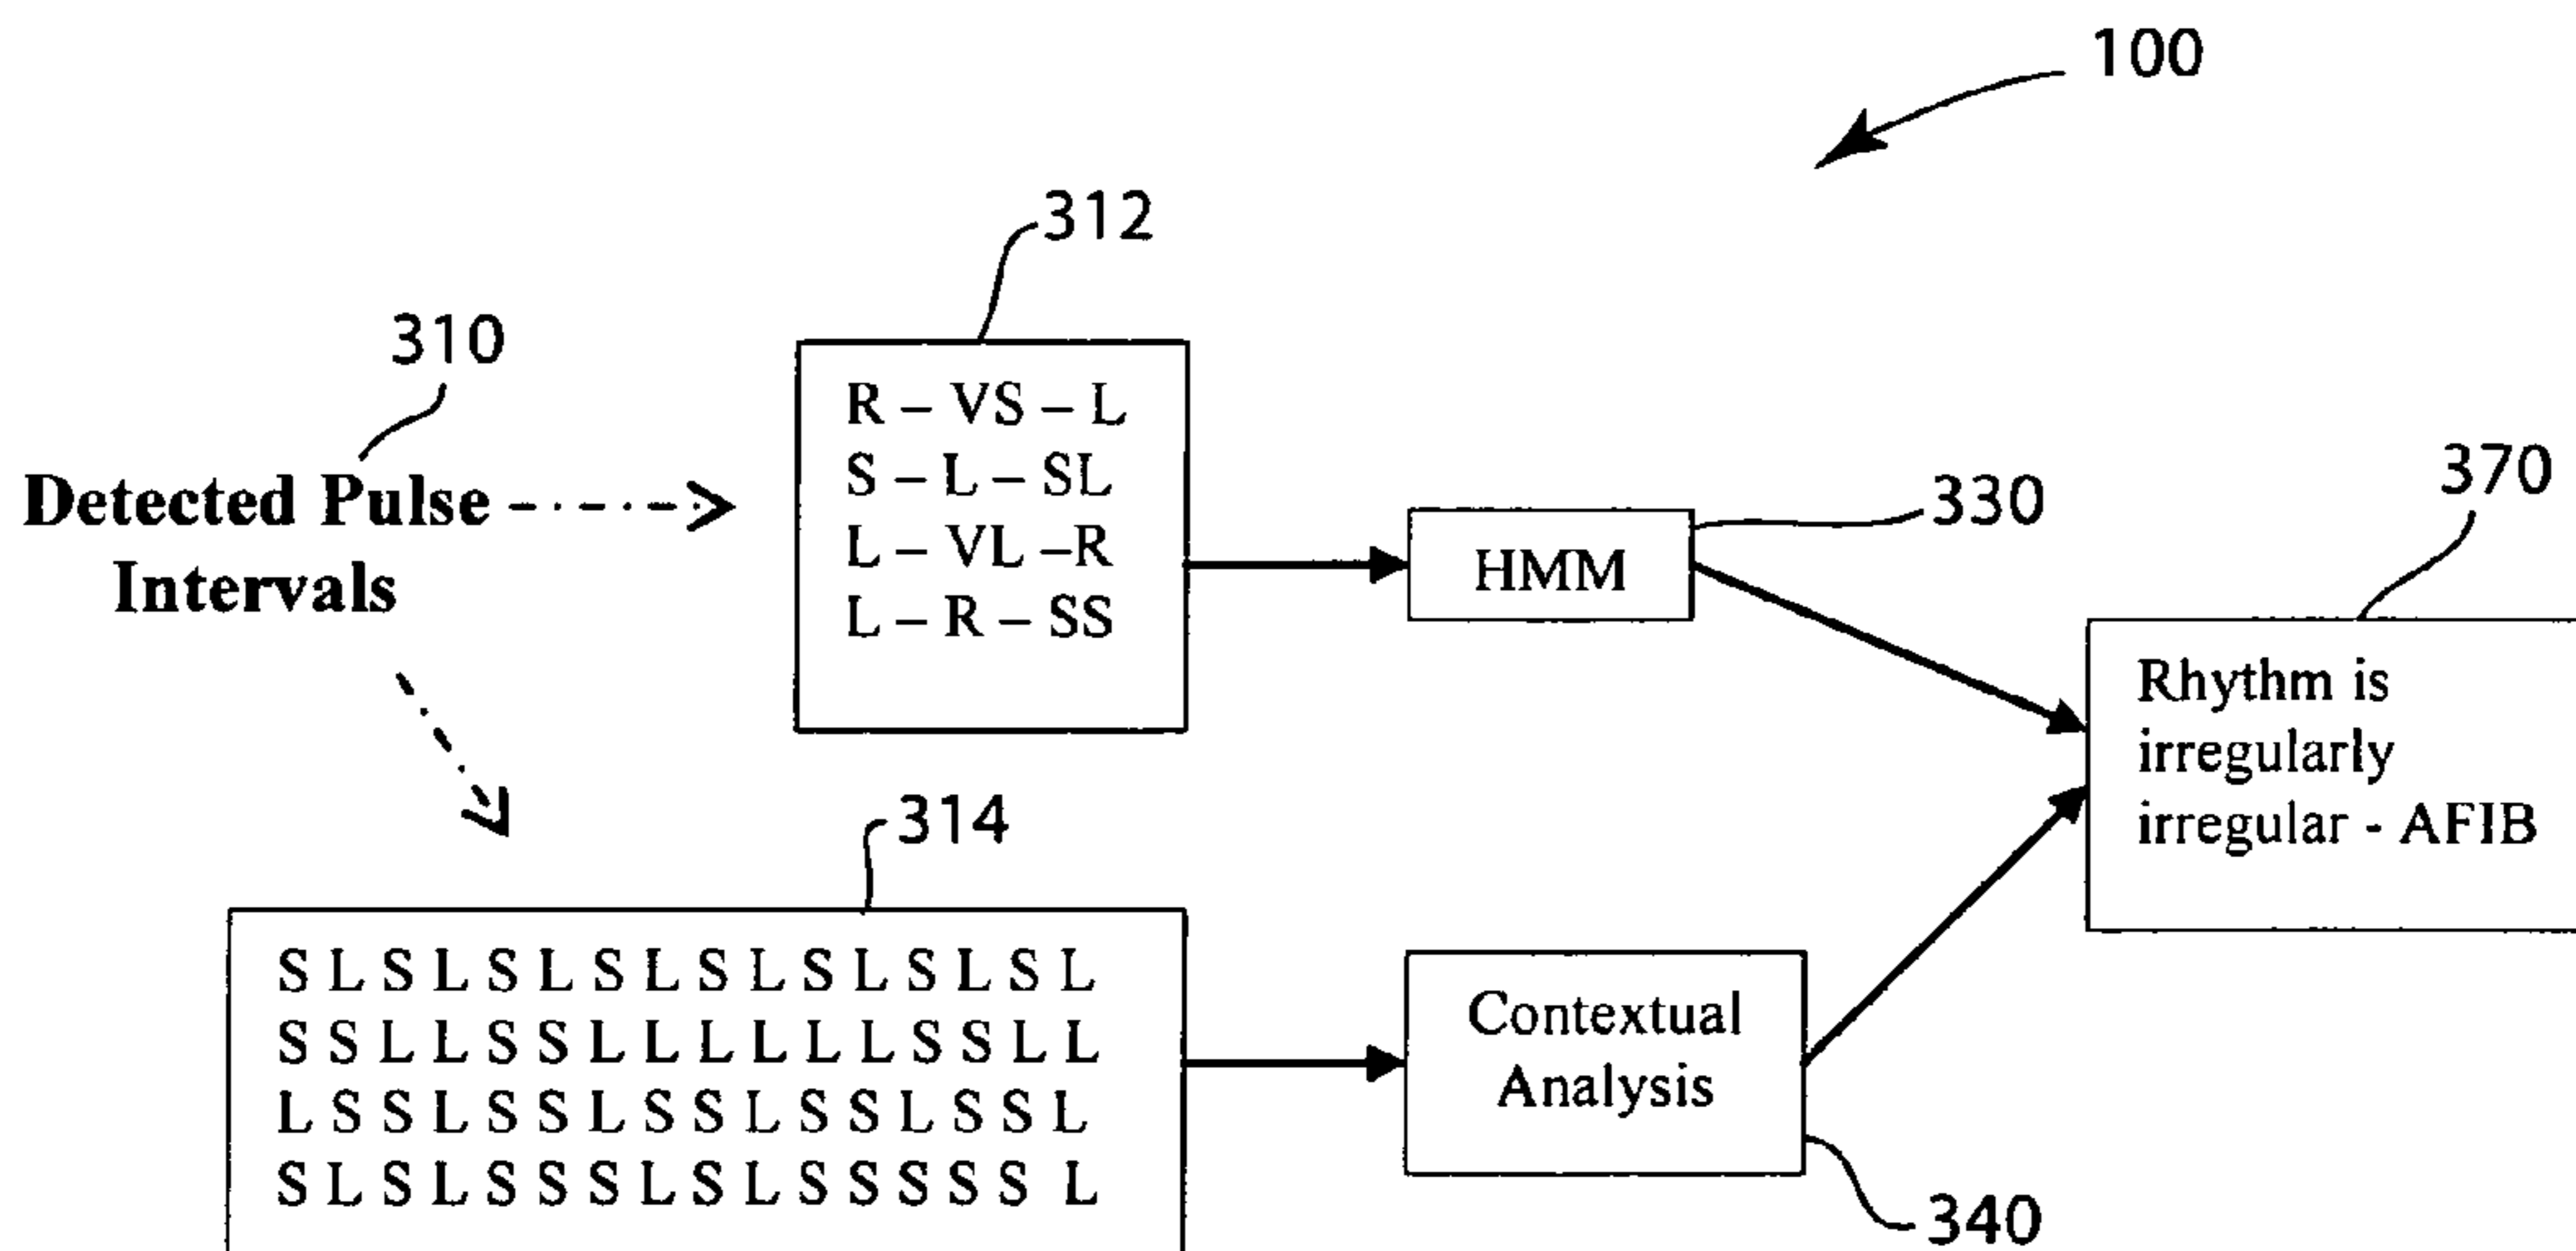 100
312
310
R – VS – L
S – L – SL
L – VL –R
L – R – SS
Detected Pulse
Intervals
HMM
330
370
Rhythm is
irregularly
irregular - AFIB
314
S L S L S L S L S L S L S L S L
S S L L S S L L L L L L S S L L
L S S L S S L S S L S S L S S L
S L S L S S S L S L S S S S S L
Contextual
Analysis
340